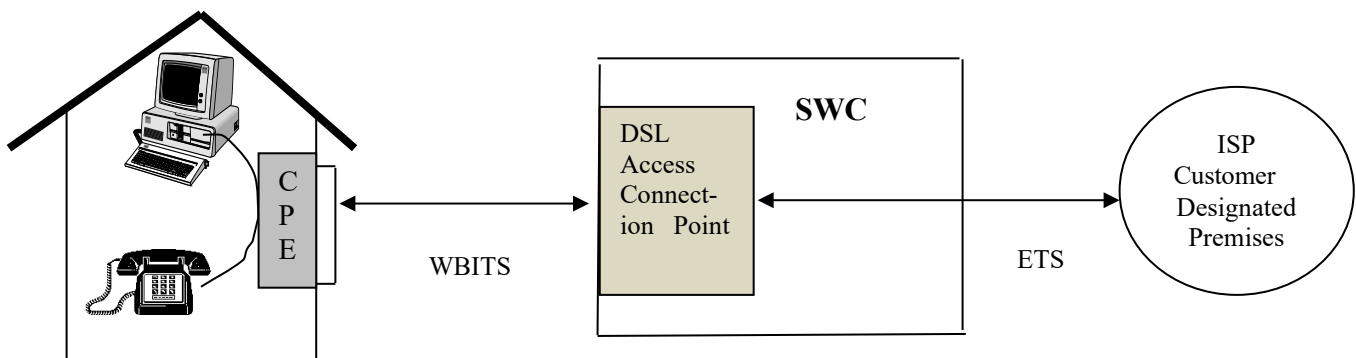 C
P
E
WBITS
DSL
Access
Connect-
ion Point
SWC
ETS
ISP
Customer
Designated
Premises